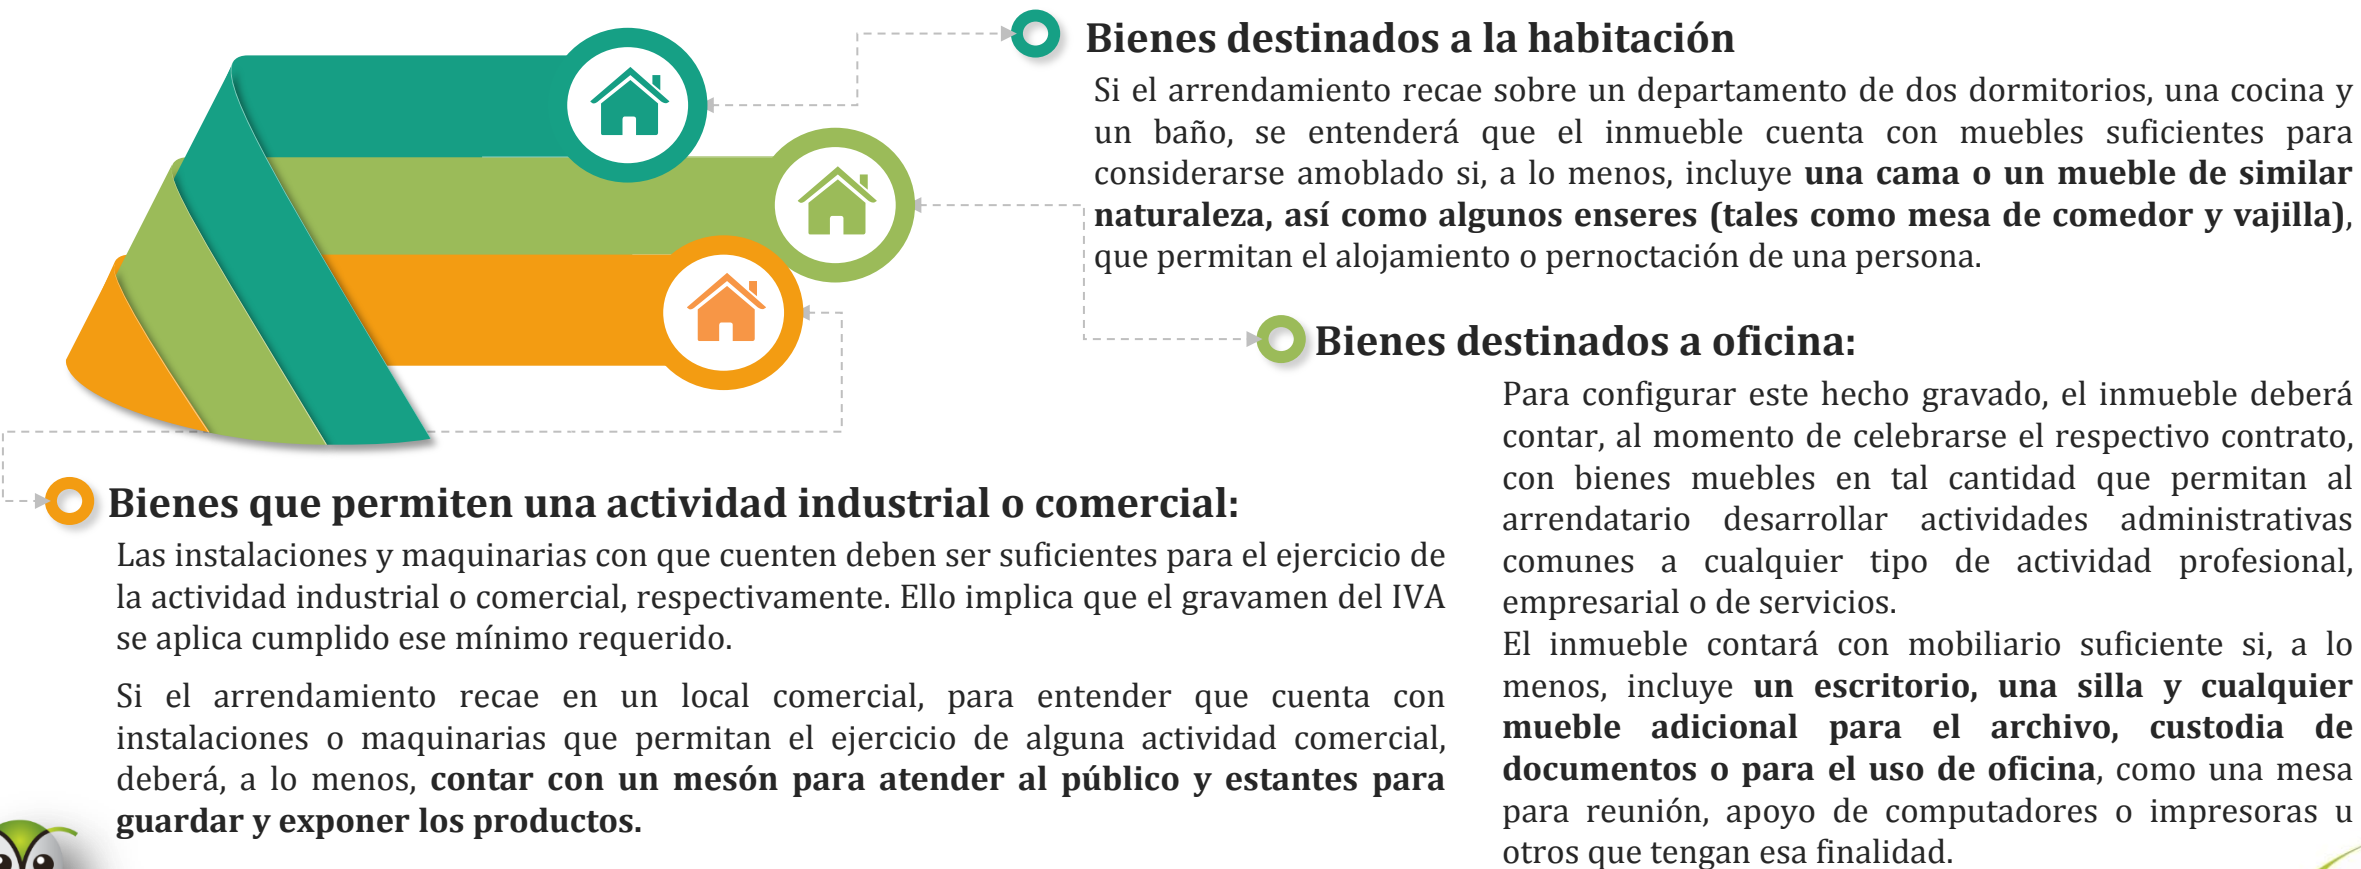 Bienes destinados a la habitación
Si el arrendamiento recae sobre un departamento de dos dormitorios, una cocina y
un baño, se entenderá que el inmueble cuenta con muebles suficientes para
considerarse amoblado si, a lo menos, incluye una cama o un mueble de similar
naturaleza, así como algunos enseres (tales como mesa de comedor y vajilla),
que permitan el alojamiento o pernoctación de una persona.
Bienes destinados a oficina:
Para configurar este hecho gravado, el inmueble deberá
contar, al momento de celebrarse el respectivo contrato,
con bienes muebles en tal cantidad que permitan al
arrendatario desarrollar actividades administrativas
comunes a cualquier tipo de actividad profesional,
empresarial o de servicios.
El inmueble contará con mobiliario suficiente si, a lo
menos, incluye un escritorio, una silla y cualquier
mueble adicional para el archivo, custodia de
documentos o para el uso de oficina, como una mesa
para reunión, apoyo de computadores o impresoras u
otros que tengan esa finalidad.
Bienes que permiten una actividad industrial o comercial:
Las instalaciones y maquinarias con que cuenten deben ser suficientes para el ejercicio de
la actividad industrial o comercial, respectivamente. Ello implica que el gravamen del IVA
se aplica cumplido ese mínimo requerido.
Si el arrendamiento recae en un local comercial, para entender que cuenta con
instalaciones o maquinarias que permitan el ejercicio de alguna actividad comercial,
deberá, a lo menos, contar con un mesón para atender al público y estantes para
guardar y exponer los productos.